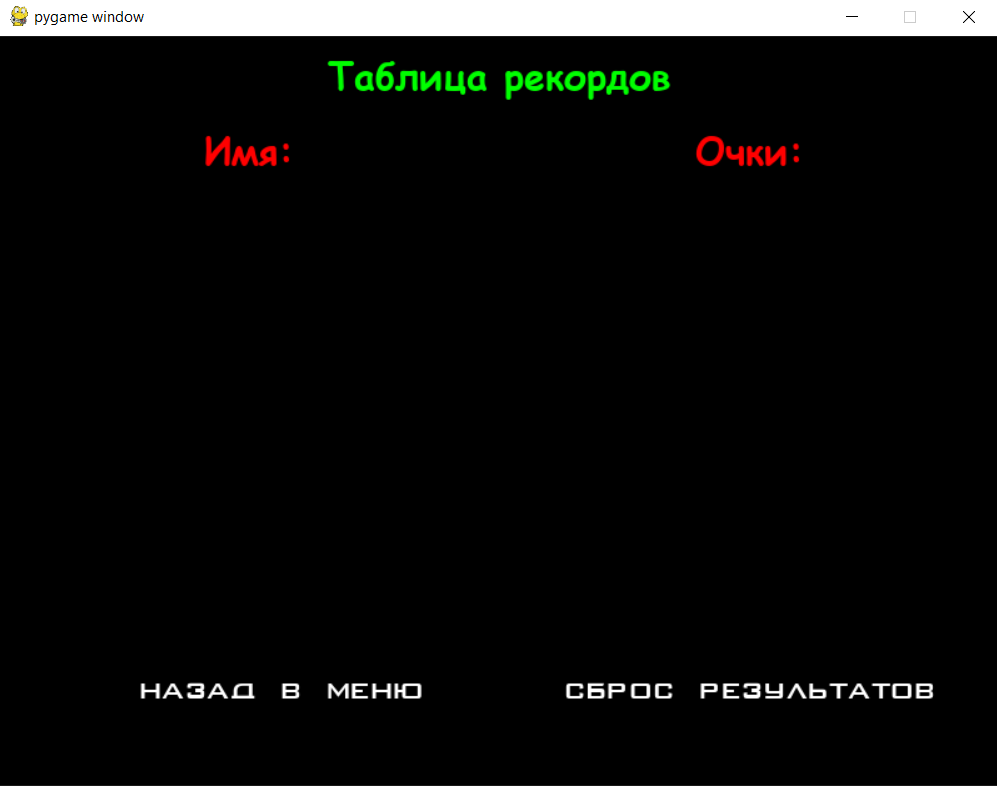 pygame window
Таблица рекордов
Имя: Очки:
НАЗАД В МЕНЮ СБРОС РЕЗУЛЬТАТОВ